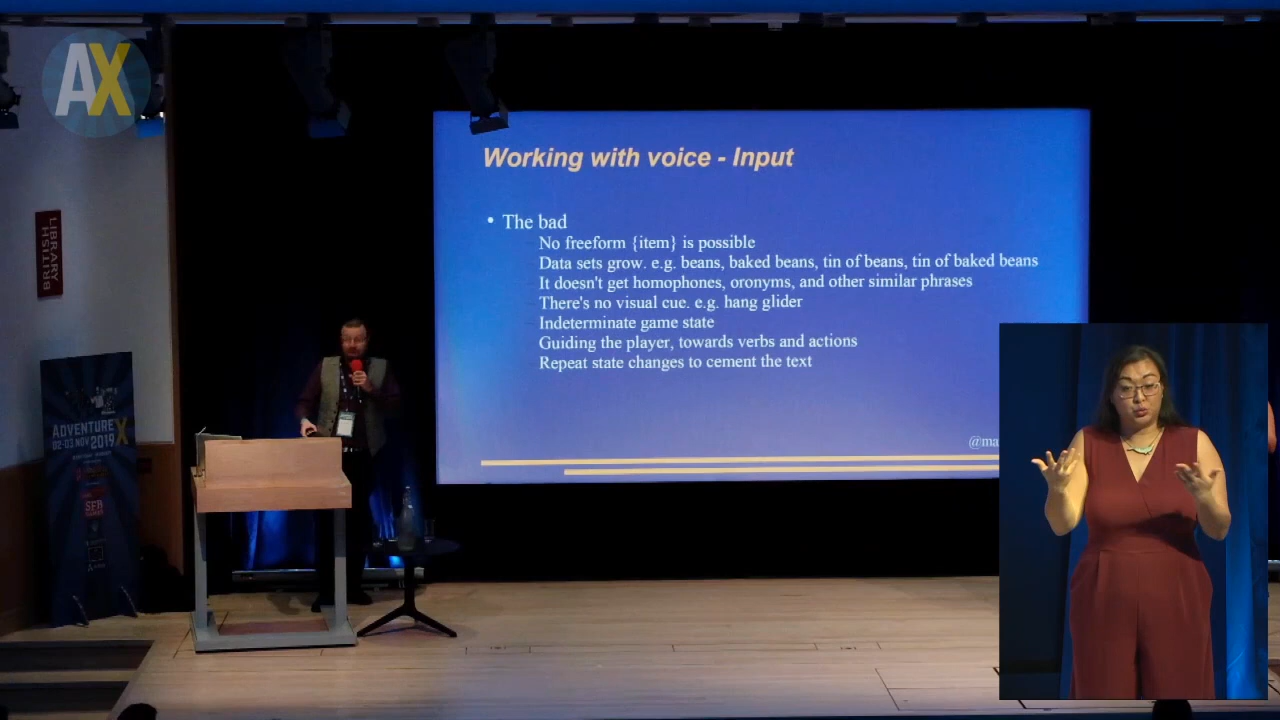 AX
Working with voice - Input
• The bad
No freeform {item} is possible
Data sets grow. e.g. beans, baked beans, tin of beans, tin of baked beans
It doesn't get homophones, oronyms, and other similar phrases
There's no visual cue. e.g. hang glider
Indeterminate game state
Guiding the player, towards verbs and actions
Repeat state changes to cement the text
@ma
BRITISH
LIBRARY
ADVENTURE X
02-03 NOV 2019
SFB